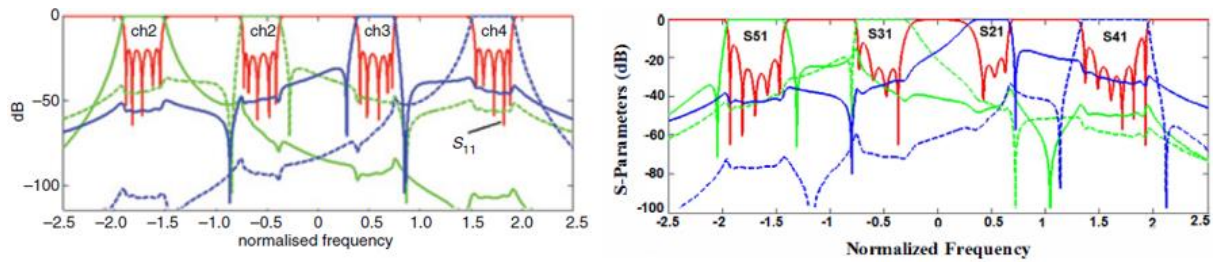 0
ch2
ch2
ch3
ch4
dB
−50
−100
S11
−2.5 −2.0 −1.5 −1.0 −0.5 0 0.5 1.0 1.5 2.0 2.5
normalised frequency
0
S51
S31
S21
S41
S-Parameters (dB)
-20
-40
-60
-80
-100
-2.5 -2 -1.5 -1 -0.5 0 0.5 1 1.5 2 2.5
Normalized Frequency